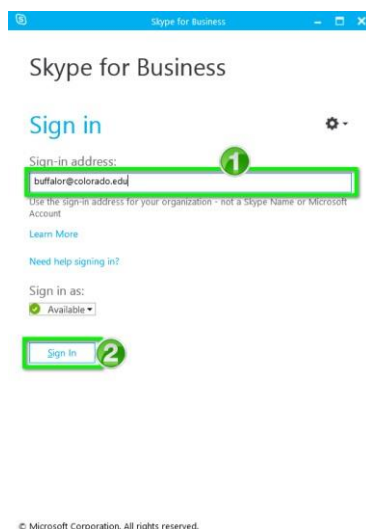 Skype for Business
Skype for Business
Sign in
Sign-in address:
1
buffalor@colorado.edu
Use the sign-in address for your organization - not a Skype Name or Microsoft
Account
Learn More
Need help signing in?
Sign in as:
Available
Sign In
2
© Microsoft Corporation. All rights reserved.